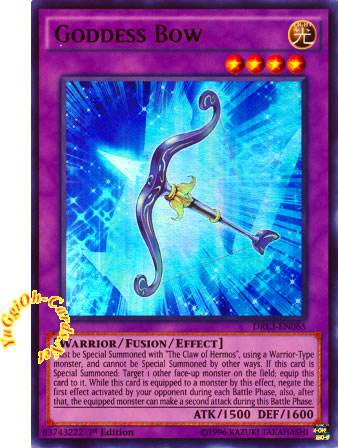 GODDESS BOW
LIGHT
光
DRL3-EN065
[WARRIOR/FUSION/EFFECT]
Must be Special Summoned with "The Claw of Hermos", using a Warrior-Type
monster, and cannot be Special Summoned by other ways. If this card is
Special Summoned: Target 1 other face-up monster on the field; equip this
card to it. While this card is equipped to a monster by this effect, negate the
first effect activated by your opponent during each Battle Phase, also, after
that, the equipped monster can make a second attack during this Battle Phase.
ATK/1500 DEF/1600
83743222 1st Edition
©1996 KAZUKI TAKAHASHI